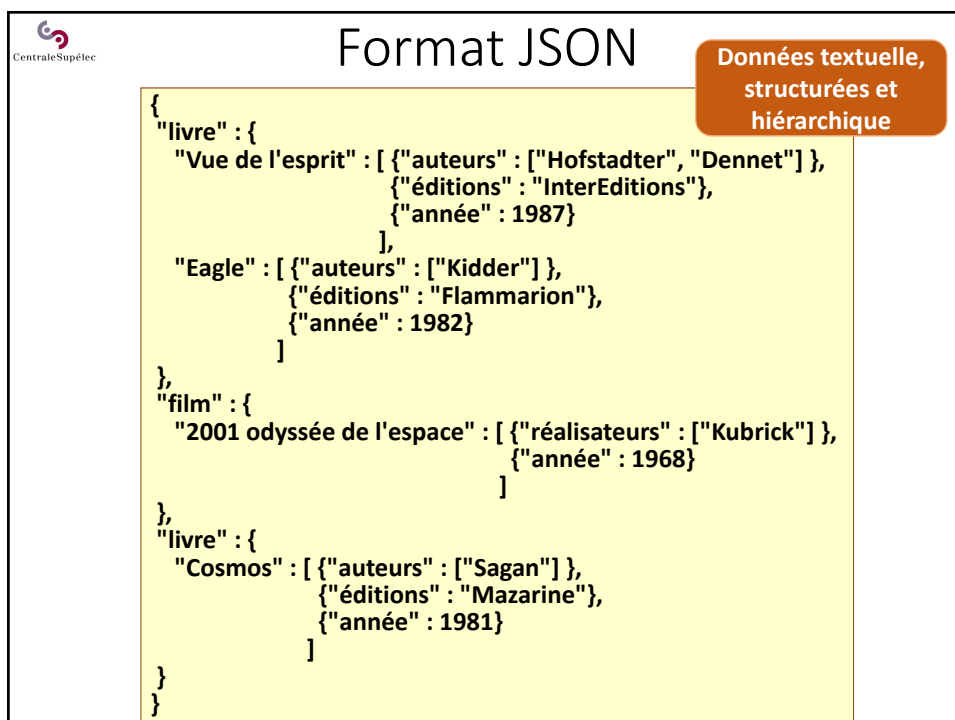 CentraleSupélec
Format JSON
Données textuelle,
structurées et
hiérarchique
{
"livre" : {
"Vue de l'esprit" : [ {"auteurs" : ["Hofstadter", "Dennet"] },
{"éditions" : "InterEditions"},
{"année" : 1987}
],
"Eagle" : [ {"auteurs" : ["Kidder"] },
{"éditions" : "Flammarion"},
{"année" : 1982}
]
},
"film" : {
"2001 odyssée de l'espace" : [ {"réalisateurs" : ["Kubrick"] },
{"année" : 1968}
]
},
"livre" : {
"Cosmos" : [ {"auteurs" : ["Sagan"] },
{"éditions" : "Mazarine"},
{"année" : 1981}
]
}
}